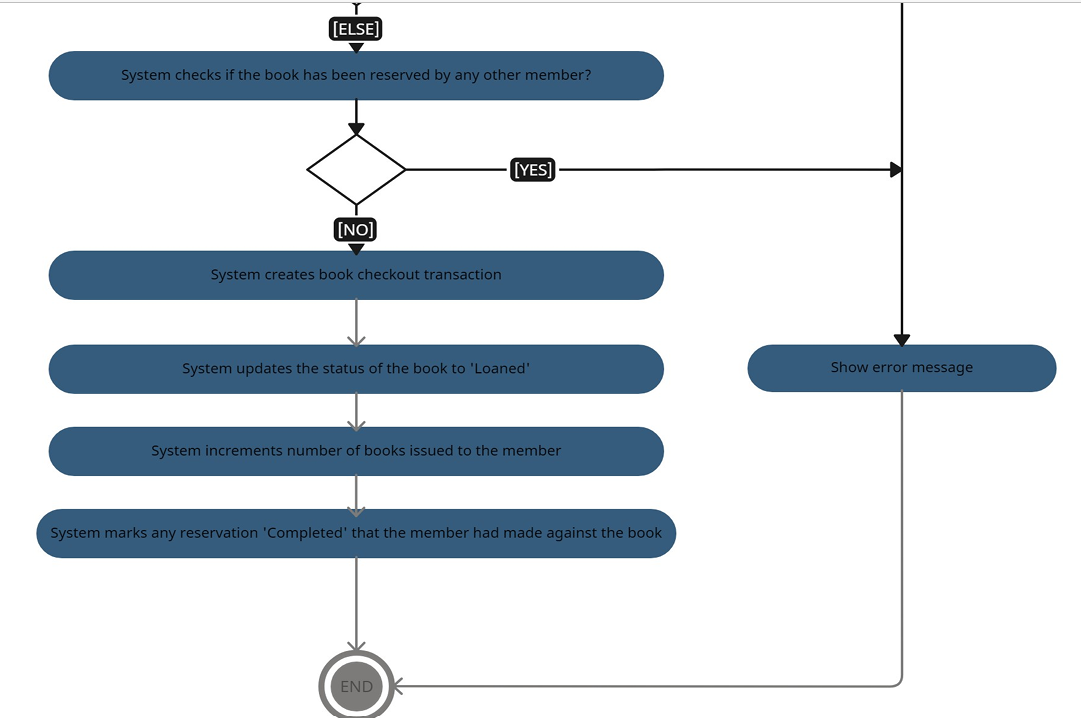 [ELSE]
System checks if the book has been reserved by any other member?
[YES]
[NO]
System creates book checkout transaction
System updates the status of the book to 'Loaned'
Show error message
System increments number of books issued to the member
System marks any reservation 'Completed' that the member had made against the book
END